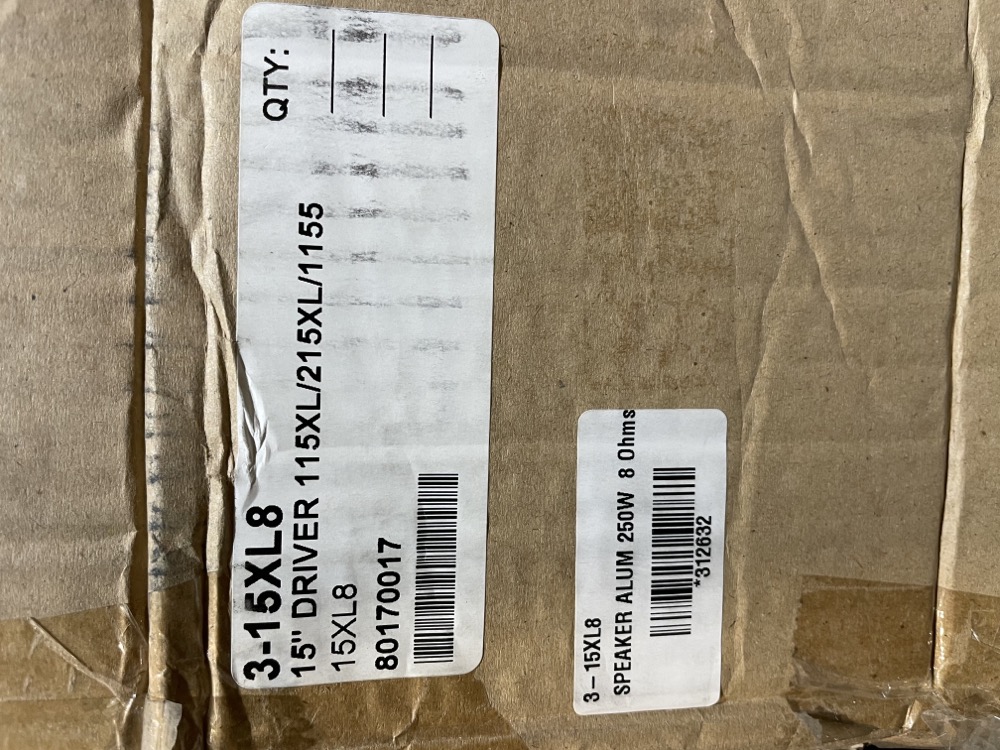 3-15XL8
QTY:
15" DRIVER 115XL/215XL/1155
15XL8
80170017
3-15XL8
SPEAKER ALUM 250W 8 Ohms
*312632